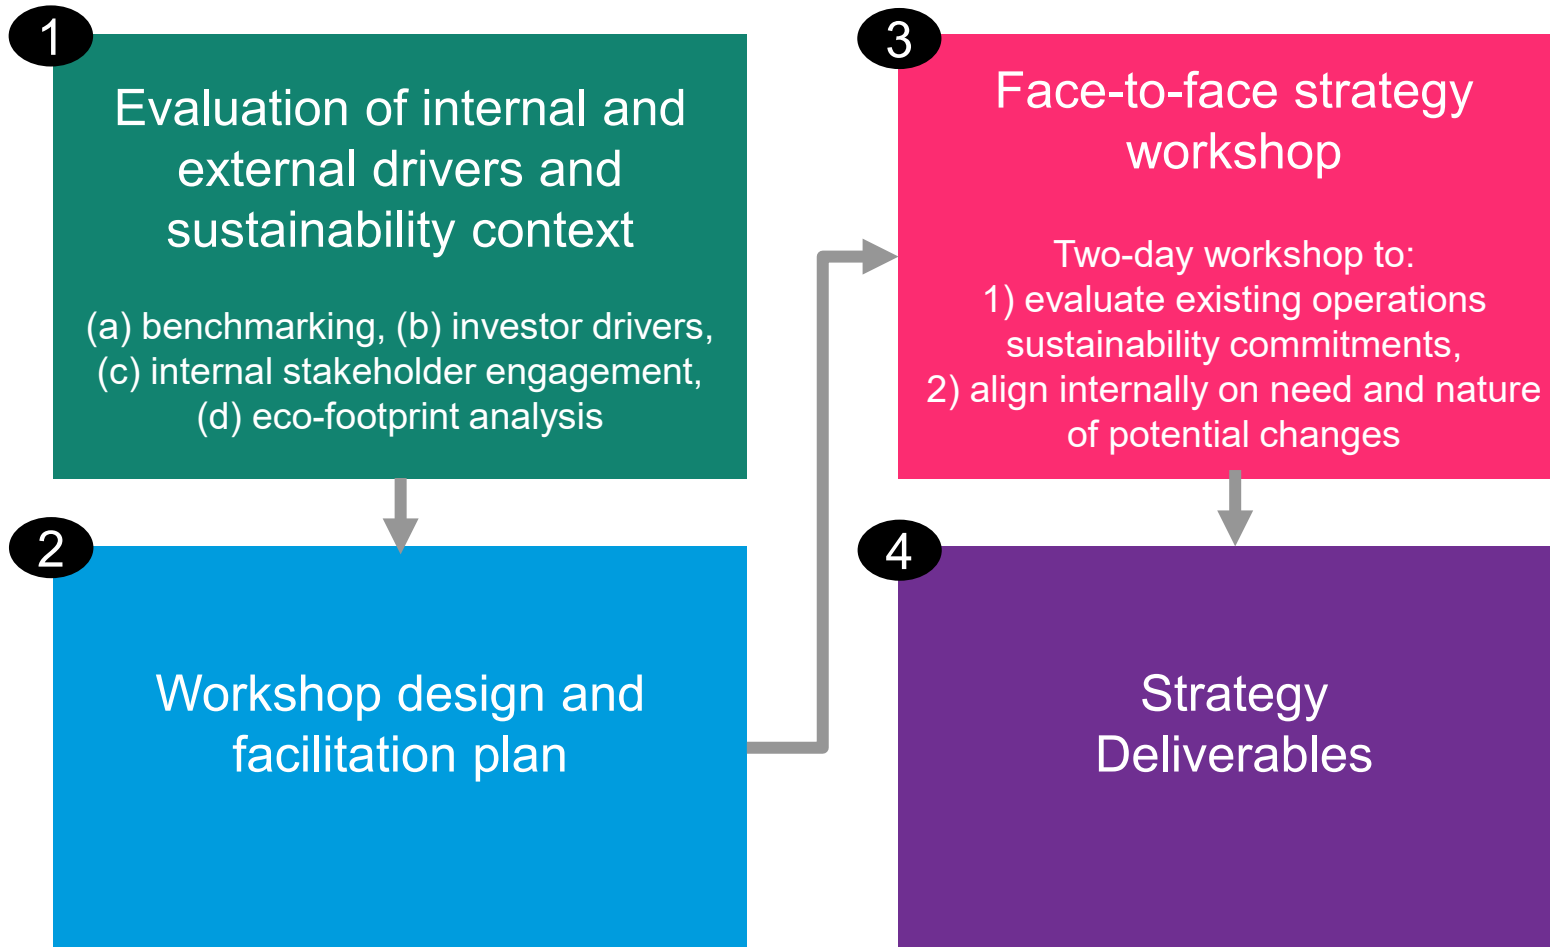 1
Evaluation of internal and
external drivers and
sustainability context
(a) benchmarking, (b) investor drivers,
(c) internal stakeholder engagement,
(d) eco-footprint analysis
2
Workshop design and
facilitation plan
3
Face-to-face strategy
workshop
Two-day workshop to:
1) evaluate existing operations
sustainability commitments,
2) align internally on need and nature
of potential changes
4
Strategy
Deliverables